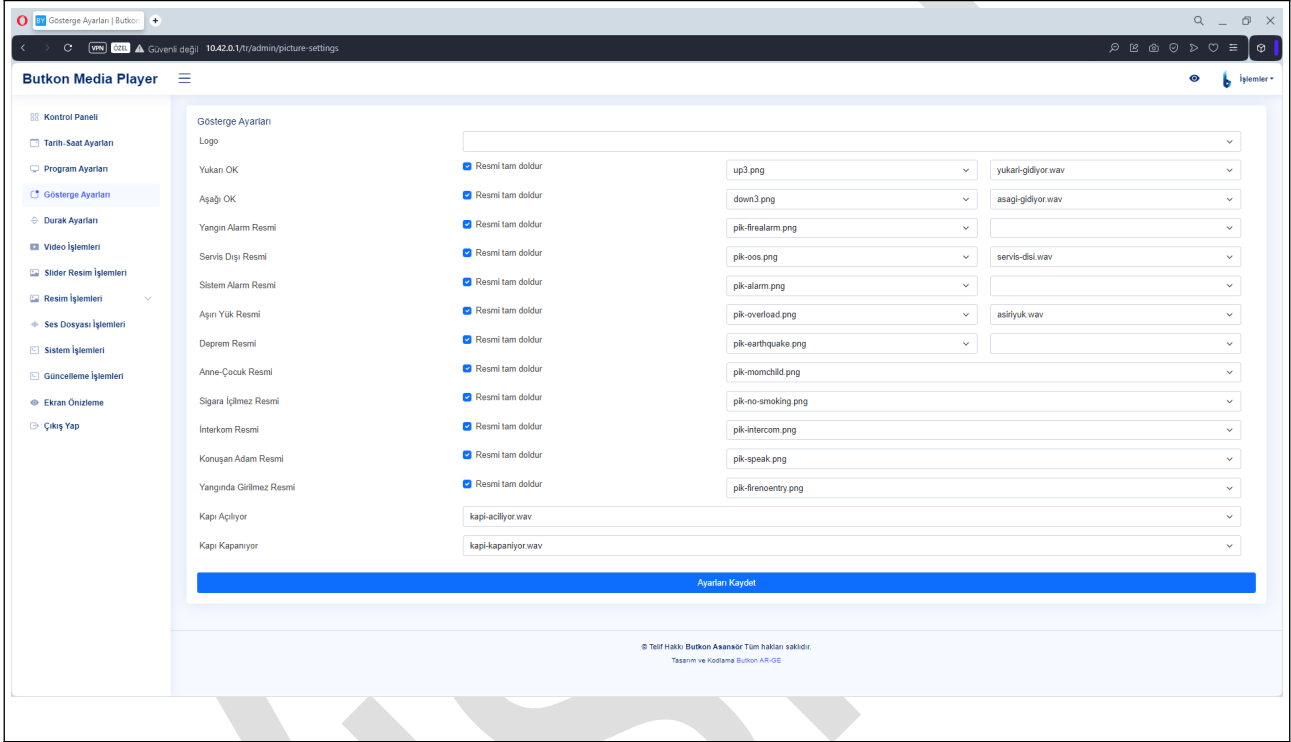 BY Gösterge Ayarları | Butkon
VPN ÖZEL Güvenli değil 10.42.0.1/tr/admin/picture-settings
Butkon Media Player
İşlemler
Kontrol Paneli
Tarih-Saat Ayarları
Program Ayarları
Gösterge Ayarları
Durak Ayarları
Video İşlemleri
Slider Resim İşlemleri
Resim İşlemleri
Ses Dosyası İşlemleri
Sistem İşlemleri
Güncelleme İşlemleri
Ekran Önizleme
Çıkış Yap
Gösterge Ayarları
Logo
Yukarı OK Resmi tam doldur up3.png yukari-gidiyor.wav
Aşağı OK Resmi tam doldur down3.png asagi-gidiyor.wav
Yangın Alarm Resmi Resmi tam doldur pik-firealarm.png
Servis Dışı Resmi Resmi tam doldur pik-oos.png servis-disi.wav
Sistem Alarm Resmi Resmi tam doldur pik-alarm.png
Aşırı Yük Resmi Resmi tam doldur pik-overload.png asiriyuk.wav
Deprem Resmi Resmi tam doldur pik-earthquake.png
Anne-Çocuk Resmi Resmi tam doldur pik-momchild.png
Sigara İçilmez Resmi Resmi tam doldur pik-no-smoking.png
İnterkom Resmi Resmi tam doldur pik-intercom.png
Konuşan Adam Resmi Resmi tam doldur pik-speak.png
Yangında Girilmez Resmi Resmi tam doldur pik-firenoentry.png
Kapı Açılıyor kapi-aciliyor.wav
Kapı Kapanıyor kapi-kapaniyor.wav
Ayarları Kaydet
© Telif Hakkı Butkon Asansör Tüm hakları saklıdır.
Tasarım ve Kodlama Butkon AR-GE